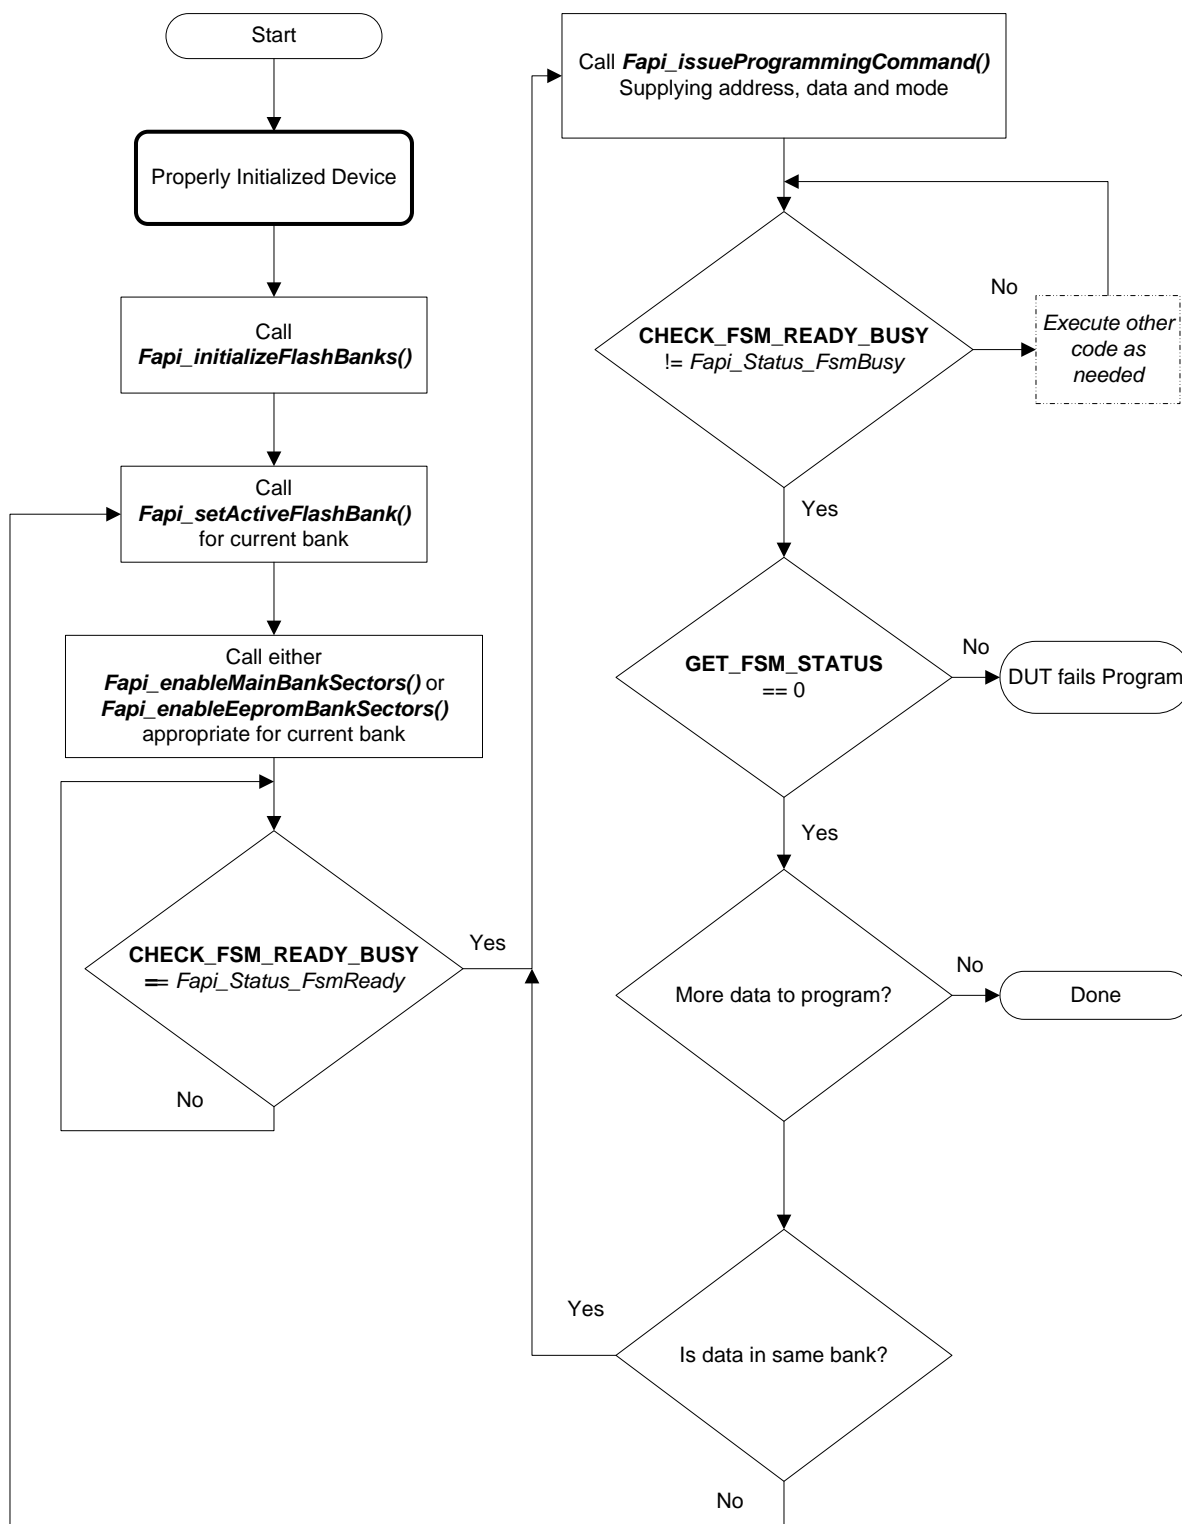 Start
Properly Initialized Device
Call
Fapi_initializeFlashBanks()
Call
Fapi_setActiveFlashBank()
for current bank
Call either
Fapi_enableMainBankSectors() or
Fapi_enableEepromBankSectors()
appropriate for current bank
CHECK_FSM_READY_BUSY
== Fapi_Status_FsmReady
Yes
No
Call Fapi_issueProgrammingCommand()
Supplying address, data and mode
CHECK_FSM_READY_BUSY
!= Fapi_Status_FsmBusy
No
Execute other
code as
needed
Yes
GET_FSM_STATUS
== 0
No
DUT fails Program
Yes
More data to program?
No
Done
Is data in same bank?
Yes
No